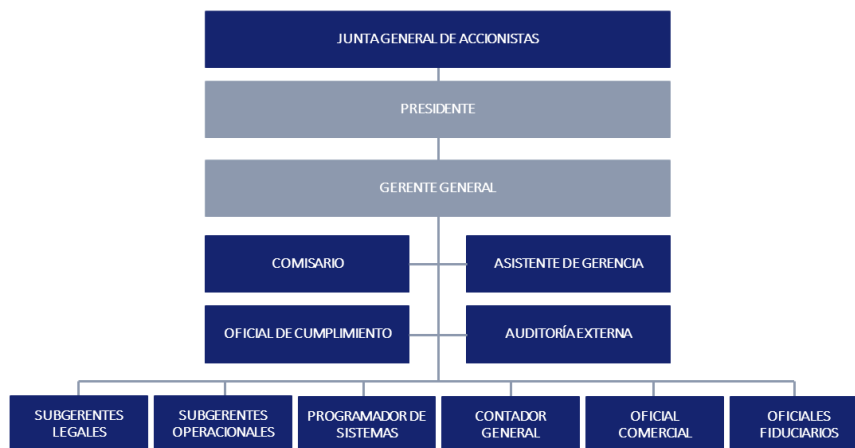 JUNTA GENERAL DE ACCIONISTAS
PRESIDENTE
GERENTE GENERAL
COMISARIO
ASISTENTE DE GERENCIA
OFICIAL DE CUMPLIMIENTO
AUDITORÍA EXTERNA
SUBGERENTES
LEGALES
SUBGERENTES
OPERACIONALES
PROGRAMADOR DE
SISTEMAS
CONTADOR
GENERAL
OFICIAL
COMERCIAL
OFICIALES
FIDUCIARIOS